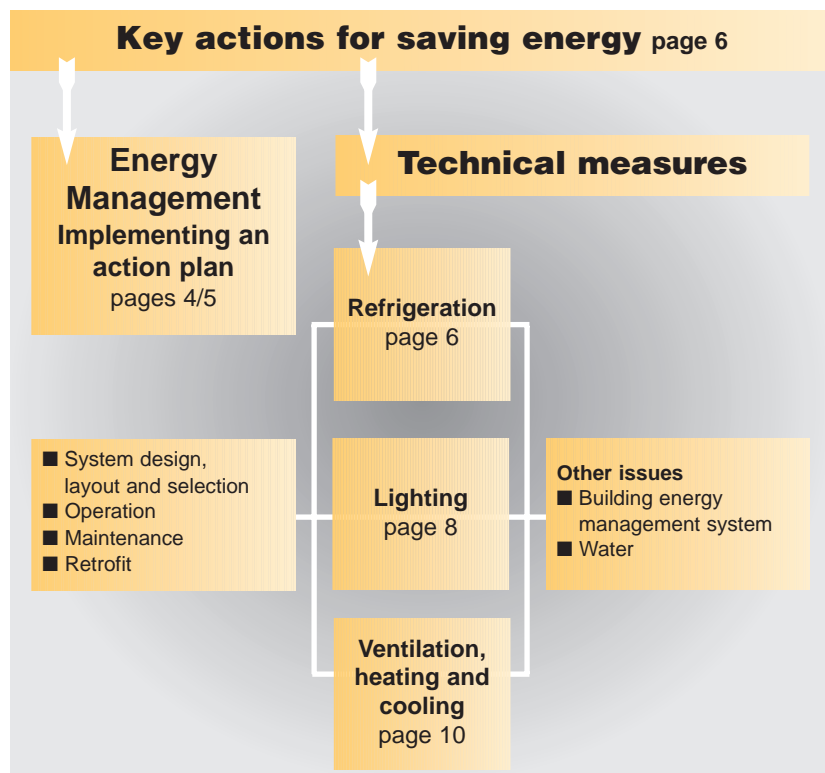 Key actions for saving energy page 6
Energy
Management
Implementing an
action plan
pages 4/5
Technical measures
Refrigeration
page 6
■ System design,
layout and selection
■ Operation
■ Maintenance
■ Retrofit
Lighting
page 8
Other issues
■ Building energy
management system
■ Water
Ventilation,
heating and
cooling
page 10